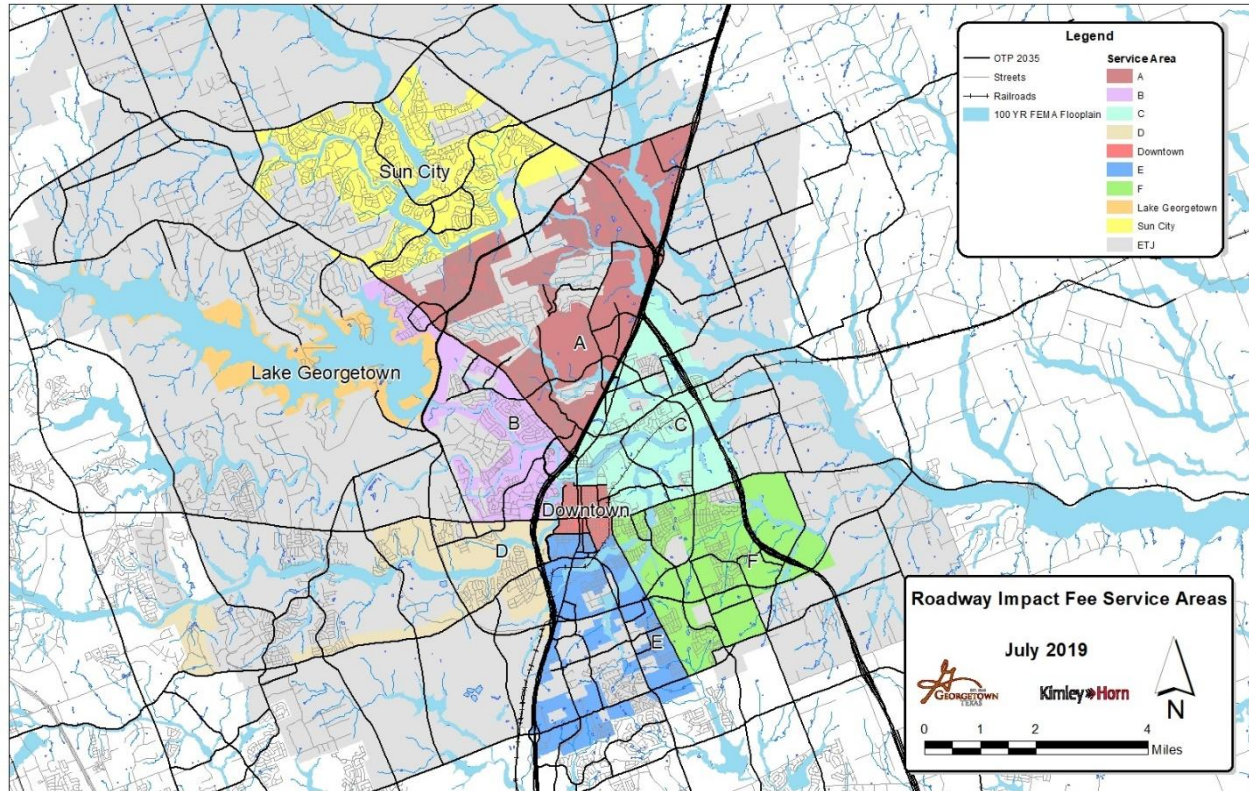 Legend
OTP 2035
Streets
Railroads
100 YR FEMA Flooplain
Service Area
A
B
C
D
Downtown
E
F
Lake Georgetown
Sun City
ETJ
Sun City
A
Lake Georgetown
B
C
Downtown
D
F
E
Roadway Impact Fee Service Areas
July 2019
GEORGETOWN
TEXAS
Kimley»Horn
N
0 1 2 4
Miles